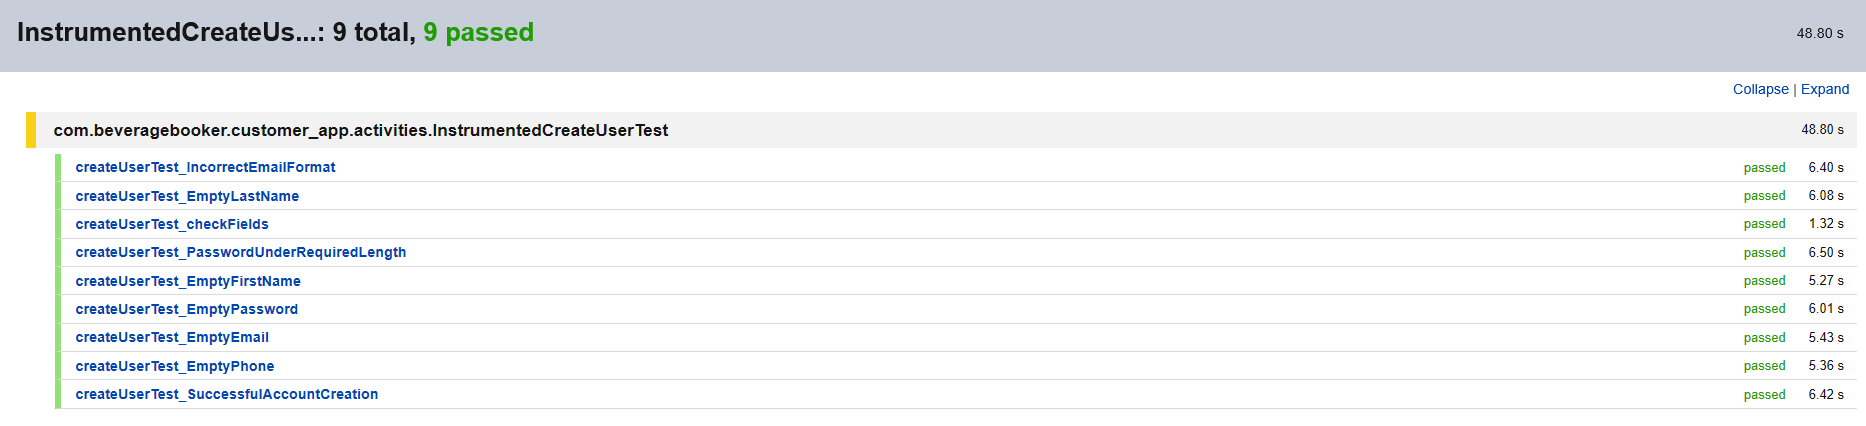 InstrumentedCreateUs...: 9 total, 9 passed 48.80 s
Collapse | Expand
com.beveragebooker.customer_app.activities.InstrumentedCreateUserTest 48.80 s
createUserTest_IncorrectEmailFormat passed 6.40 s
createUserTest_EmptyLastName passed 6.08 s
createUserTest_checkFields passed 1.32 s
createUserTest_PasswordUnderRequiredLength passed 6.50 s
createUserTest_EmptyFirstName passed 5.27 s
createUserTest_EmptyPassword passed 6.01 s
createUserTest_EmptyEmail passed 5.43 s
createUserTest_EmptyPhone passed 5.36 s
createUserTest_SuccessfulAccountCreation passed 6.42 s